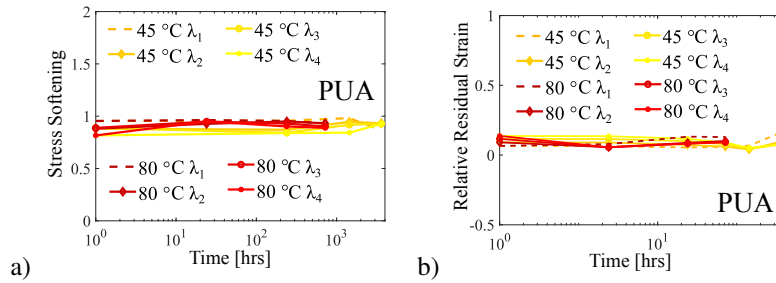 1.5
1
0.5
0
Stress Softening
45 °C λ1
45 °C λ2
45 °C λ3
45 °C λ4
PUA
80 °C λ1
80 °C λ2
80 °C λ3
80 °C λ4
10^0
10^1
10^2
10^3
Time [hrs]
a)
1
0.5
0
-0.5
Relative Residual Strain
45 °C λ1
45 °C λ2
80 °C λ1
80 °C λ2
45 °C λ3
45 °C λ4
80 °C λ3
80 °C λ4
PUA
10^0
10^1
Time [hrs]
b)